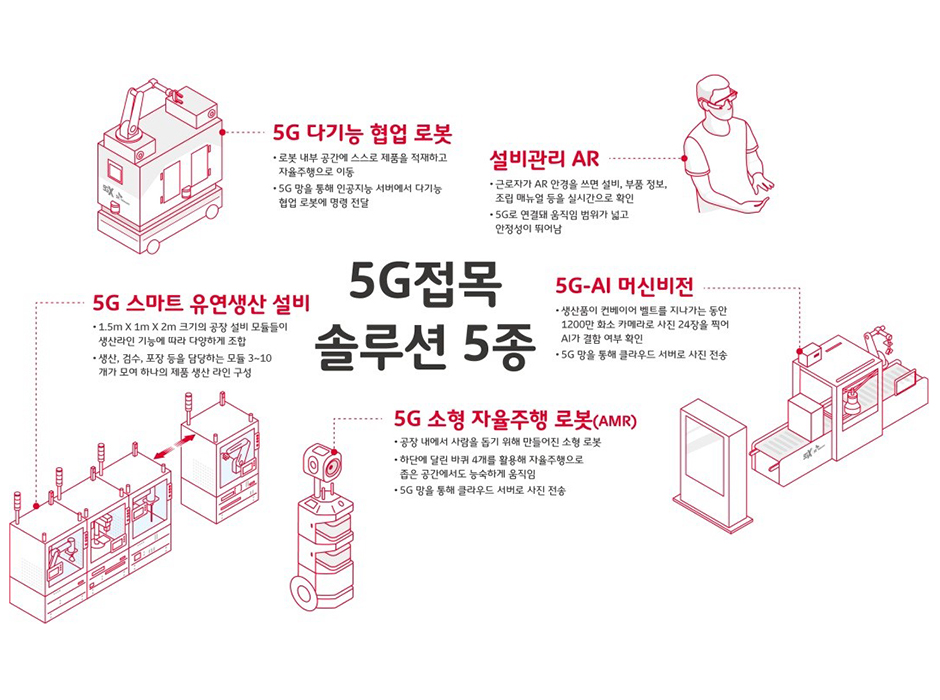 5G 다기능 협업 로봇
• 로봇 내부 공간에 스스로 제품을 적재하고
자율주행으로 이동
• 5G 망을 통해 인공지능 서버에서 다기능
협업 로봇에 명령 전달
설비관리 AR
• 근로자가 AR 안경을 쓰면 설비, 부품 정보,
조립 매뉴얼 등을 실시간으로 확인
• 5G로 연결돼 움직임 범위가 넓고
안정성이 뛰어남
5G접목
솔루션 5종
5G 스마트 유연생산 설비
• 1.5m X 1m X 2m 크기의 공장 설비 모듈들이
생산라인 기능에 따라 다양하게 조합
• 생산, 검수, 포장 등을 담당하는 모듈 3~10
개가 모여 하나의 제품 생산 라인 구성
5G-AI 머신비전
• 생산품이 컨베이어 벨트를 지나가는 동안
1200만 화소 카메라로 사진 24장을 찍어
AI가 결함 여부 확인
• 5G 망을 통해 클라우드 서버로 사진 전송
5G 소형 자율주행 로봇(AMR)
• 공장 내에서 사람을 돕기 위해 만들어진 소형 로봇
• 하단에 달린 바퀴 4개를 활용해 자율주행으로
좁은 공간에서도 능숙하게 움직임
• 5G 망을 통해 클라우드 서버로 사진 전송